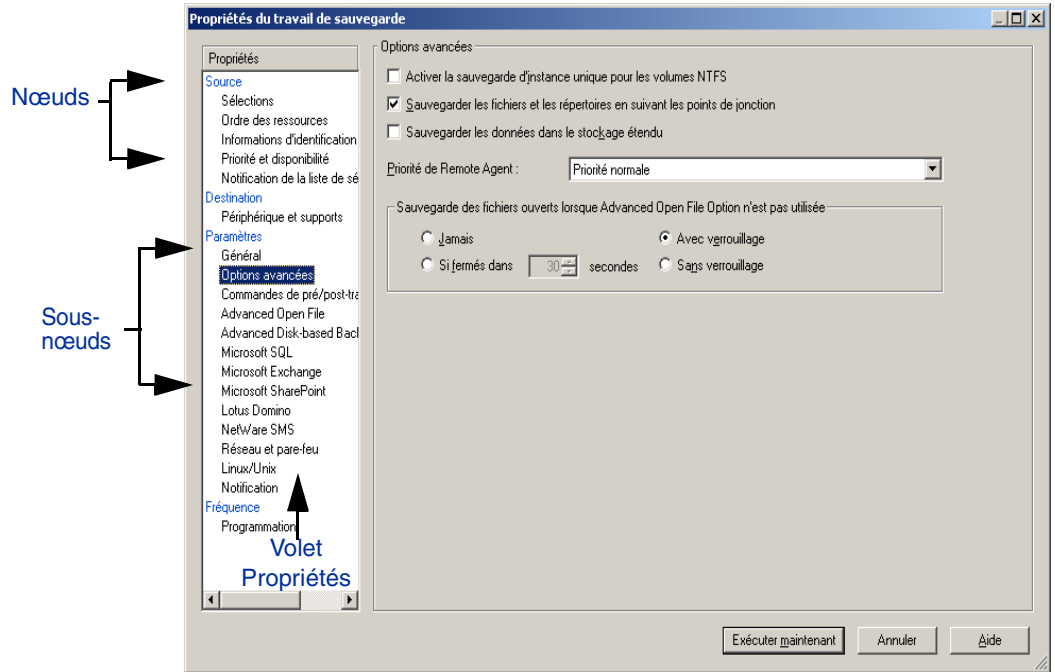 Propriétés du travail de sauvegarde
Nœuds
Sous-
nœuds
Propriétés
Source
Sélections
Ordre des ressources
Informations d'identification
Priorité et disponibilité
Notification de la liste de sé
Destination
Périphérique et supports
Paramètres
Général
Options avancées
Commandes de pré/post-tra
Advanced Open File
Advanced Disk-based Bacl
Microsoft SQL
Microsoft Exchange
Microsoft SharePoint
Lotus Domino
NetWare SMS
Réseau et pare-feu
Linux/Unix
Notification
Fréquence
Programmation
Volet
Propriétés
Options avancées
Activer la sauvegarde d'instance unique pour les volumes NTFS
Sauvegarder les fichiers et les répertoires en suivant les points de jonction
Sauvegarder les données dans le stockage étendu
Priorité de Remote Agent :
Priorité normale
Sauvegarde des fichiers ouverts lorsque Advanced Open File Option n'est pas utilisée
Jamais
Avec verrouillage
Si fermés dans 30 secondes
Sans verrouillage
Exécuter maintenant
Annuler
Aide